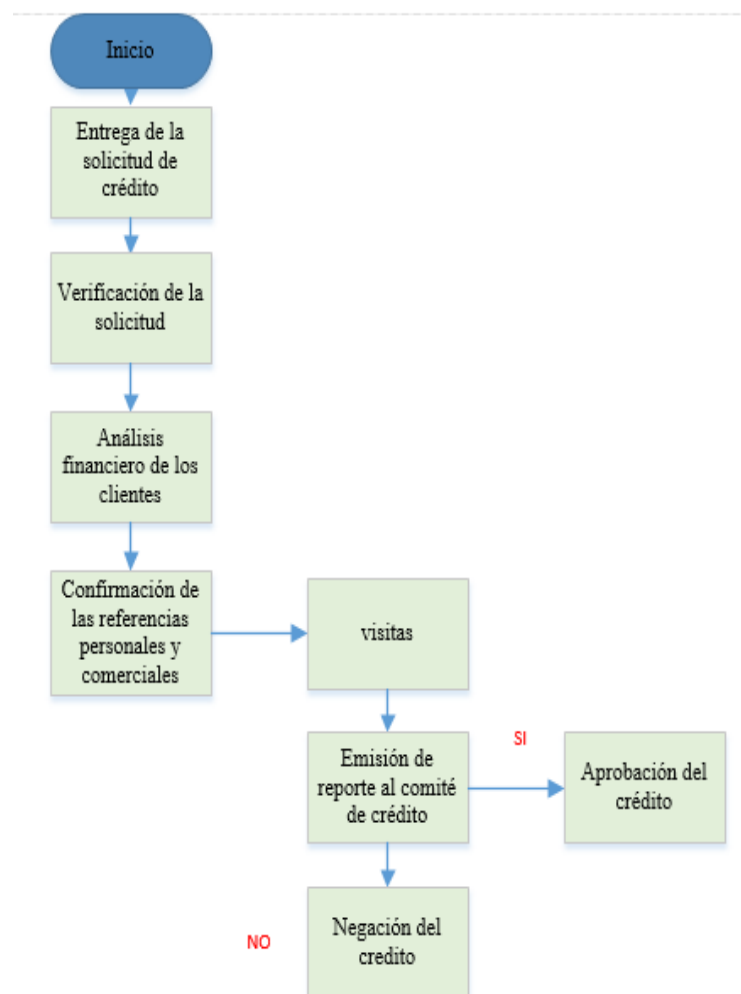 Inicio
Entrega de la
solicitud de
crédito
Verificación de la
solicitud
Análisis
financiero de los
clientes
Confirmación de
las referencias
personales y
comerciales
visitas
Emisión de
reporte al comité
de crédito
SI
Aprobación del
crédito
NO
Negación del
credito